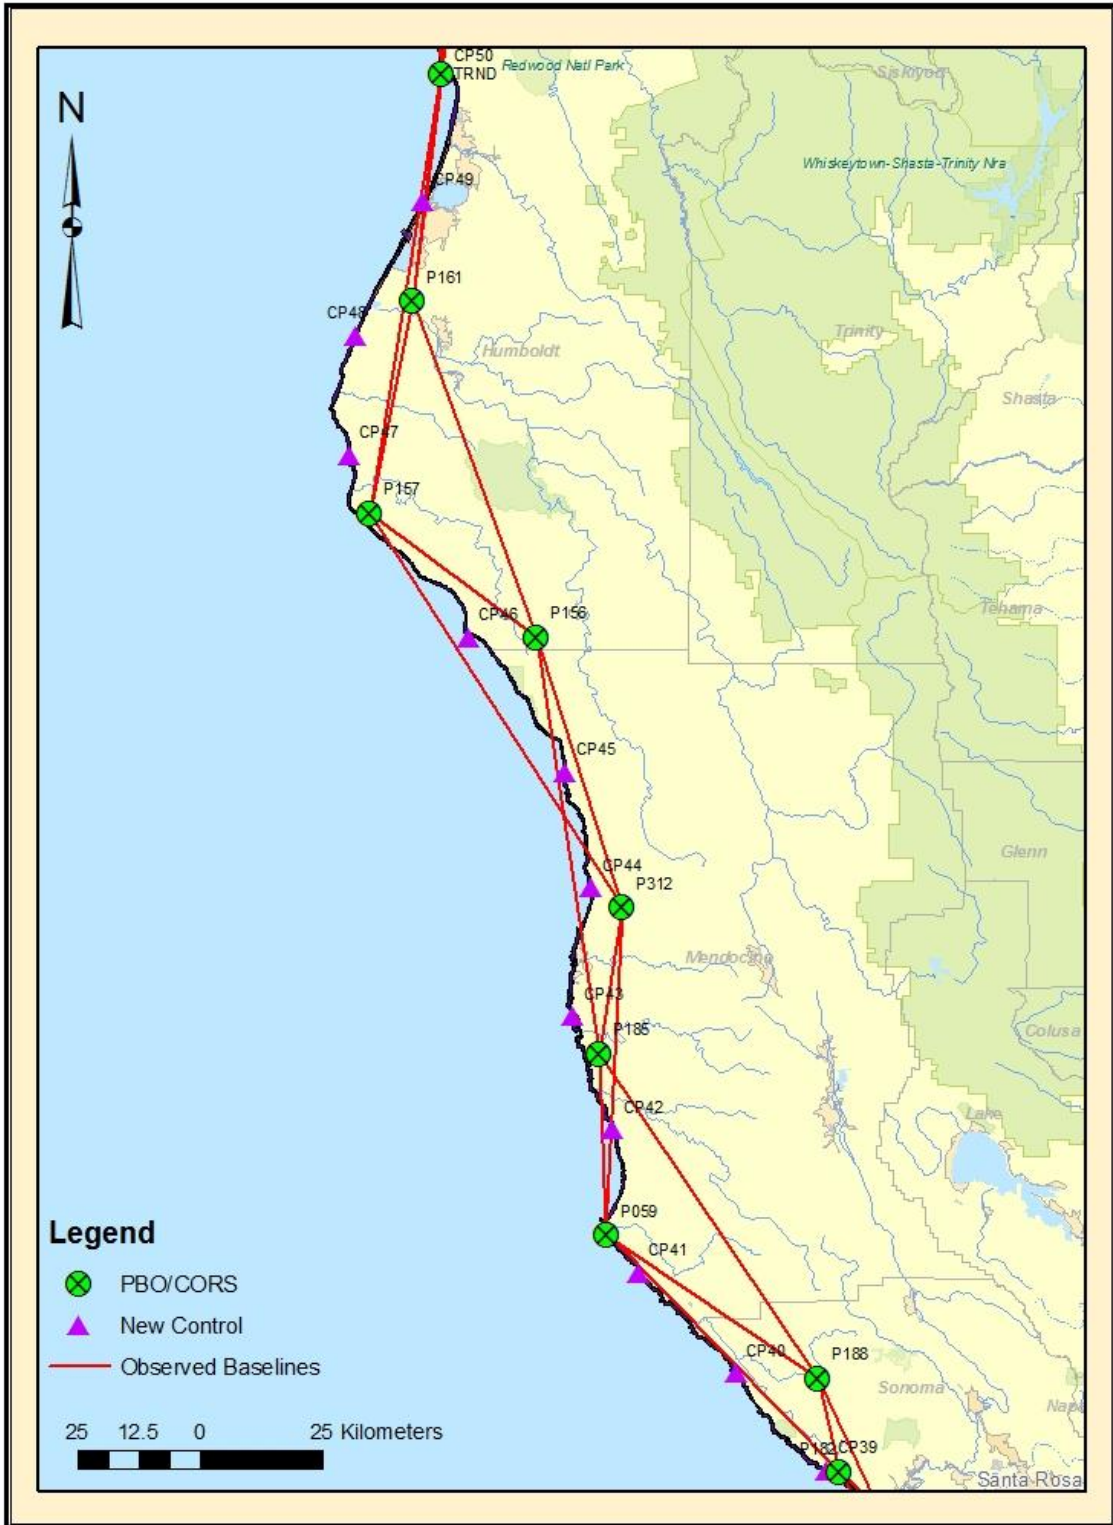 CP50
TRND
Redwood Natl Park
Siskiyou
N
Whiskeytown-Shasta-Trinity Nra
CP49
P161
CP48
Trinity
Humboldt
Shasta
CP47
P157
Tehama
CP46
P156
CP45
Glenn
CP44
P312
Mendocino
CP43
P185
Colusa
CP42
Lake
P059
Legend
CP41
PBO/CORS
New Control
CP40
P188
Observed Baselines
Sonoma
25 12.5 0 25 Kilometers
P182
CP39
Santa Rosa